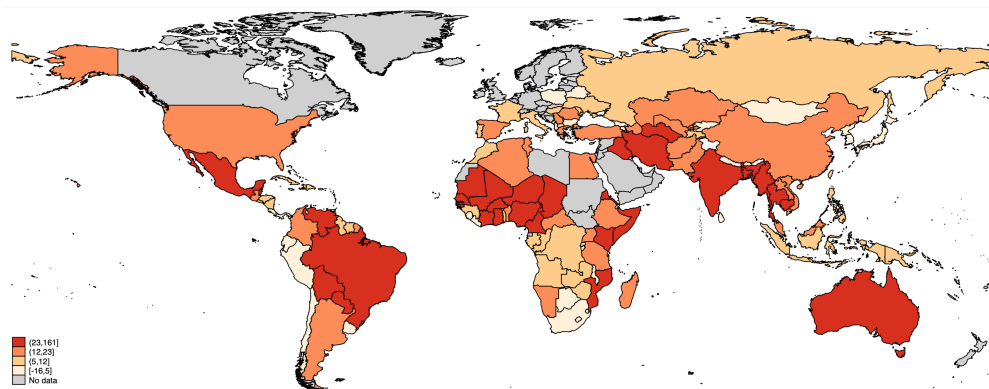 (23,161]
(12,23]
(5,12]
[-16,5]
No data